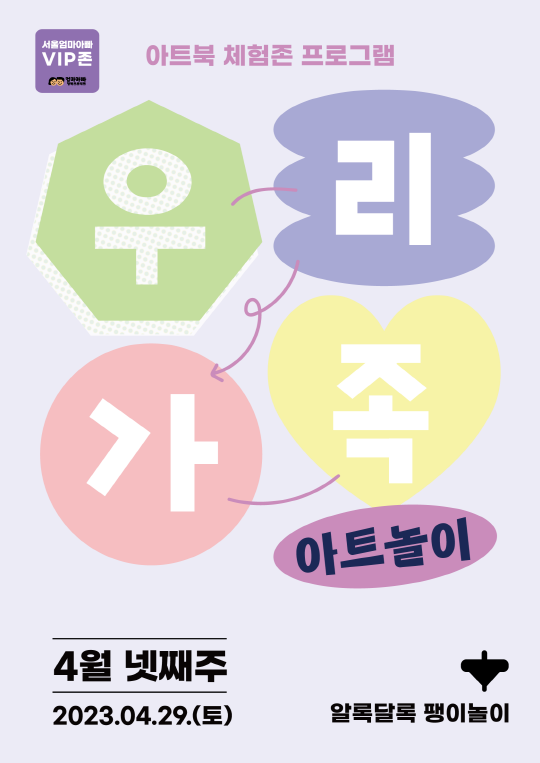 서울엄마아빠
VIP존
아트북 체험존 프로그램
우리
가족
아트놀이
4월 넷째주
2023.04.29.(토)
알록달록 팽이놀이